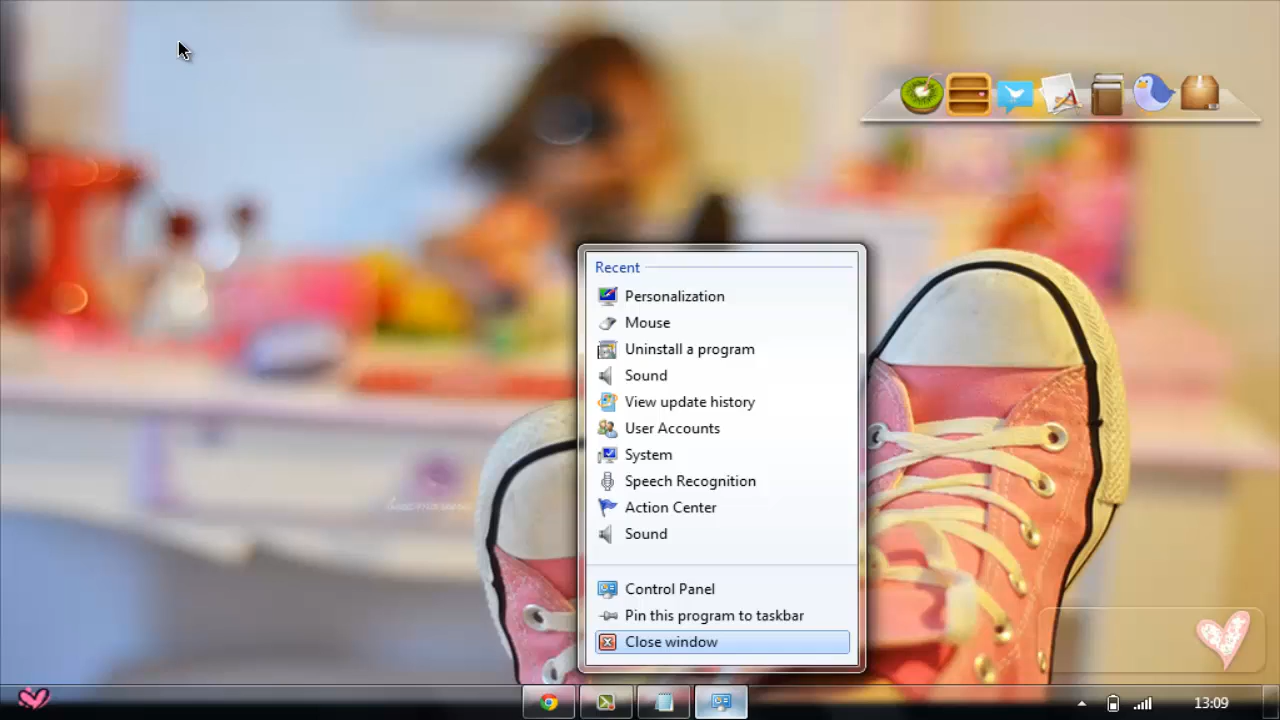 Recent
Personalization
Mouse
Uninstall a program
Sound
View update history
User Accounts
System
Speech Recognition
Action Center
Sound
Control Panel
Pin this program to taskbar
Close window
13:09